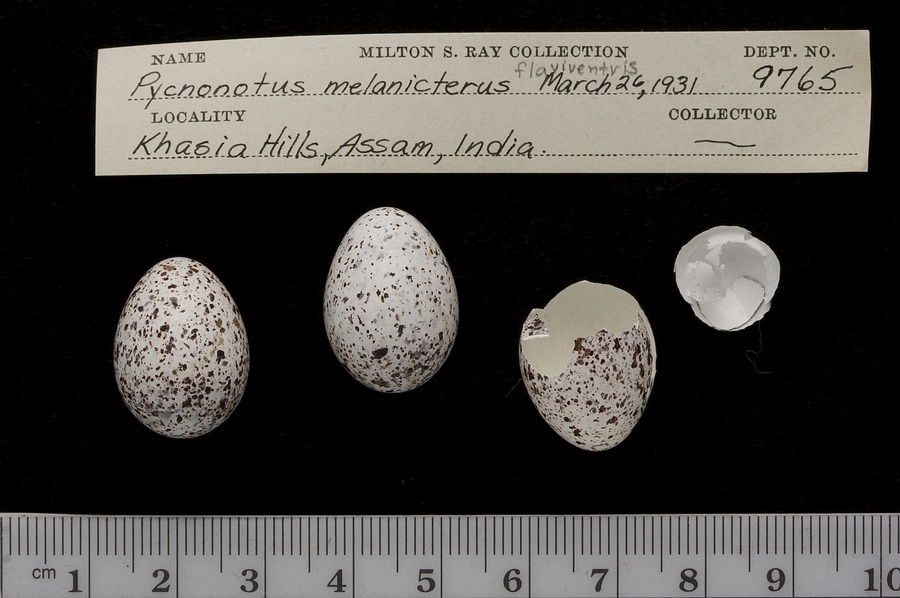 NAME MILTON S. RAY COLLECTION DEPT. NO.
flaviventris
Pycnonotus melanicterus March 26, 1931 9765
LOCALITY COLLECTOR
Khasia Hills, Assam, India. —
cm 1 2 3 4 5 6 7 8 9 10